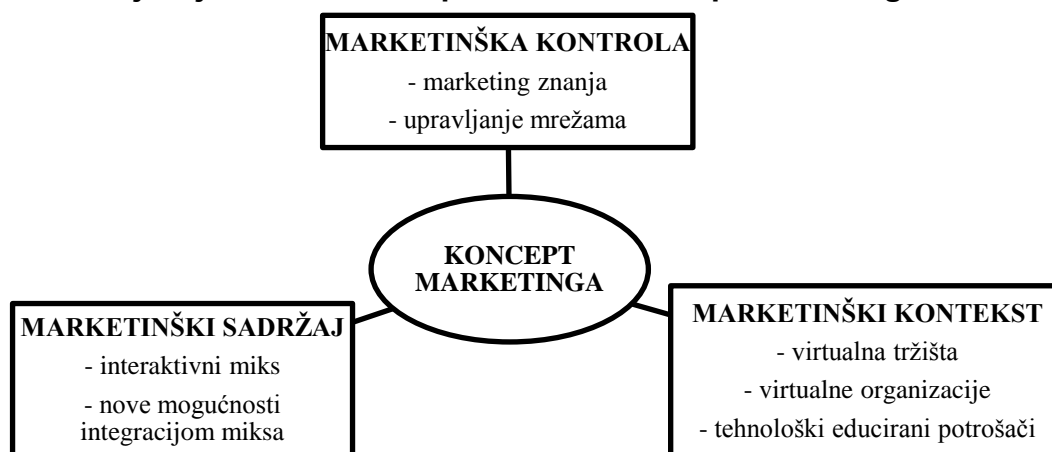 MARKETINŠKA KONTROLA
- marketing znanja
- upravljanje mrežama
KONCEPT
MARKETINGA
MARKETINŠKI SADRŽAJ
- interaktivni miks
- nove mogućnosti
integracijom miksa
MARKETINŠKI KONTEKST
- virtualna tržišta
- virtualne organizacije
- tehnološki educirani potrošači